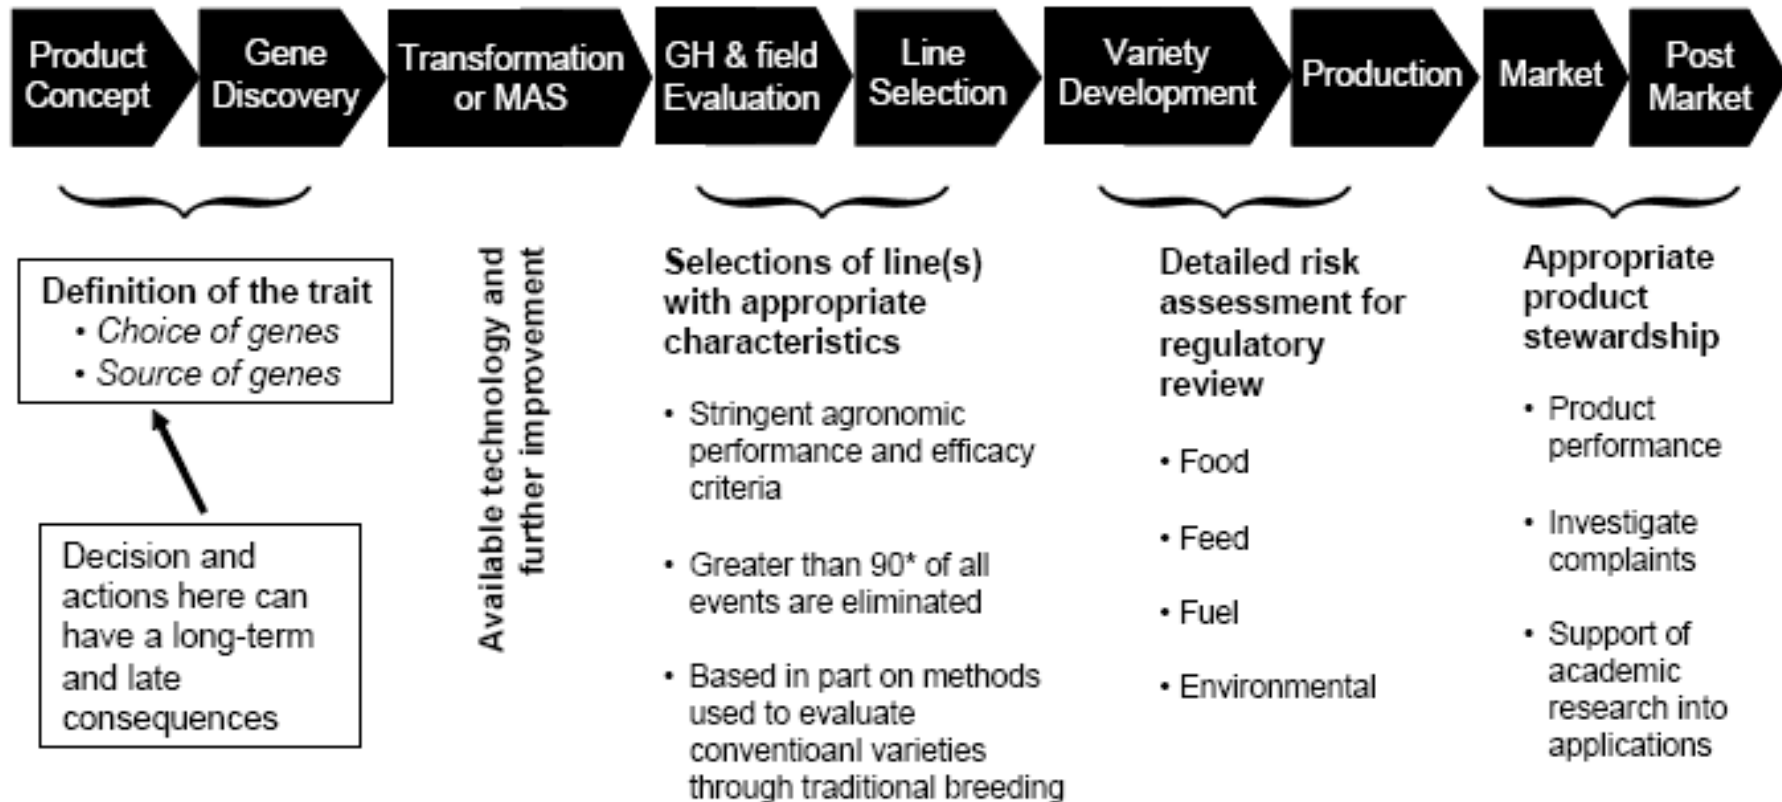 Product
Concept
Gene
Discovery
Transformation
or MAS
GH & field
Evaluation
Line
Selection
Variety
Development
Production
Market
Post
Market
Definition of the trait
• Choice of genes
• Source of genes
Decision and
actions here can
have a long-term
and late
consequences
Available technology and
further improvement
Selections of line(s)
with appropriate
characteristics
• Stringent agronomic
performance and efficacy
criteria
• Greater than 90* of all
events are eliminated
• Based in part on methods
used to evaluate
conventioanl varieties
through traditional breeding
Detailed risk
assessment for
regulatory
review
• Food
• Feed
• Fuel
• Environmental
Appropriate
product
stewardship
• Product
performance
• Investigate
complaints
• Support of
academic
research into
applications